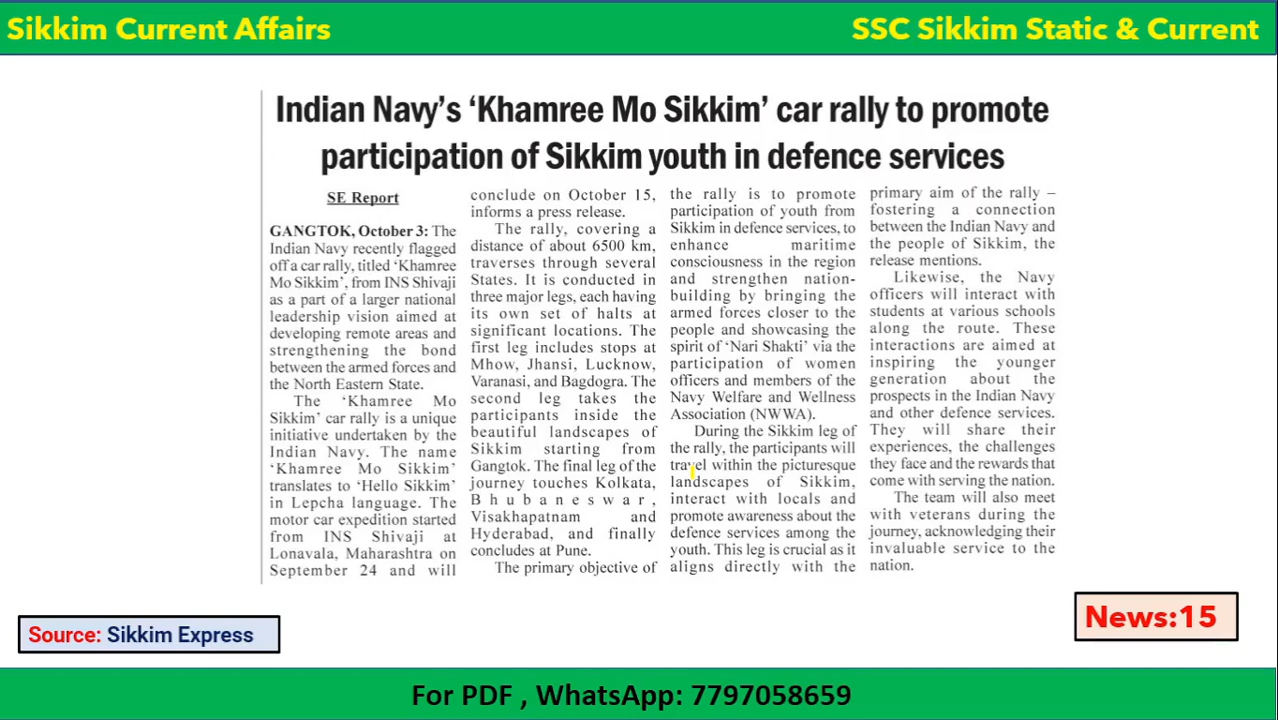 Sikkim Current Affairs
SSC Sikkim Static & Current
Indian Navy's 'Khamree Mo Sikkim' car rally to promote
participation of Sikkim youth in defence services
SE Report
GANGTOK, October 3: The
Indian Navy recently flagged
off a car rally, titled 'Khamree
Mo Sikkim', from INS Shivaji
as a part of a larger national
leadership vision aimed at
developing remote areas and
strengthening the bond
between the armed forces and
the North Eastern State.
The 'Khamree Mo
Sikkim' car rally is a unique
initiative undertaken by the
Indian Navy. The name
'Khamree Mo Sikkim'
translates to 'Hello Sikkim'
in Lepcha language. The
motor car expedition started
from INS Shivaji at
Lonavala, Maharashtra on
September 24 and will
conclude on October 15,
informs a press release.
The rally, covering a
distance of about 6500 km,
traverses through several
States. It is conducted in
three major legs, each having
its own set of halts at
significant locations. The
first leg includes stops at
Mhow, Jhansi, Lucknow,
Varanasi, and Bagdogra. The
second leg takes the
participants inside the
beautiful landscapes of
Sikkim starting from
Gangtok. The final leg of the
journey touches Kolkata,
Bhubaneswar,
Visakhapatnam and
Hyderabad, and finally
concludes at Pune.
The primary objective of
the rally is to promote
participation of youth from
Sikkim in defence services, to
enhance maritime
consciousness in the region
and strengthen nation-
building by bringing the
armed forces closer to the
people and showcasing the
spirit of 'Nari Shakti' via the
participation of women
officers and members of the
Navy Welfare and Wellness
Association (NWWA).
During the Sikkim leg of
the rally, the participants will
travel within the picturesque
landscapes of Sikkim,
interact with locals and
promote awareness about the
defence services among the
youth. This leg is crucial as it
aligns directly with the
primary aim of the rally –
fostering a connection
between the Indian Navy and
the people of Sikkim, the
release mentions.
Likewise, the Navy
officers will interact with
students at various schools
along the route. These
interactions are aimed at
inspiring the younger
generation about the
prospects in the Indian Navy
and other defence services.
They will share their
experiences, the challenges
they face and the rewards that
come with serving the nation.
The team will also meet
with veterans during the
journey, acknowledging their
invaluable service to the
nation.
News:15
Source: Sikkim Express
For PDF , WhatsApp: 7797058659